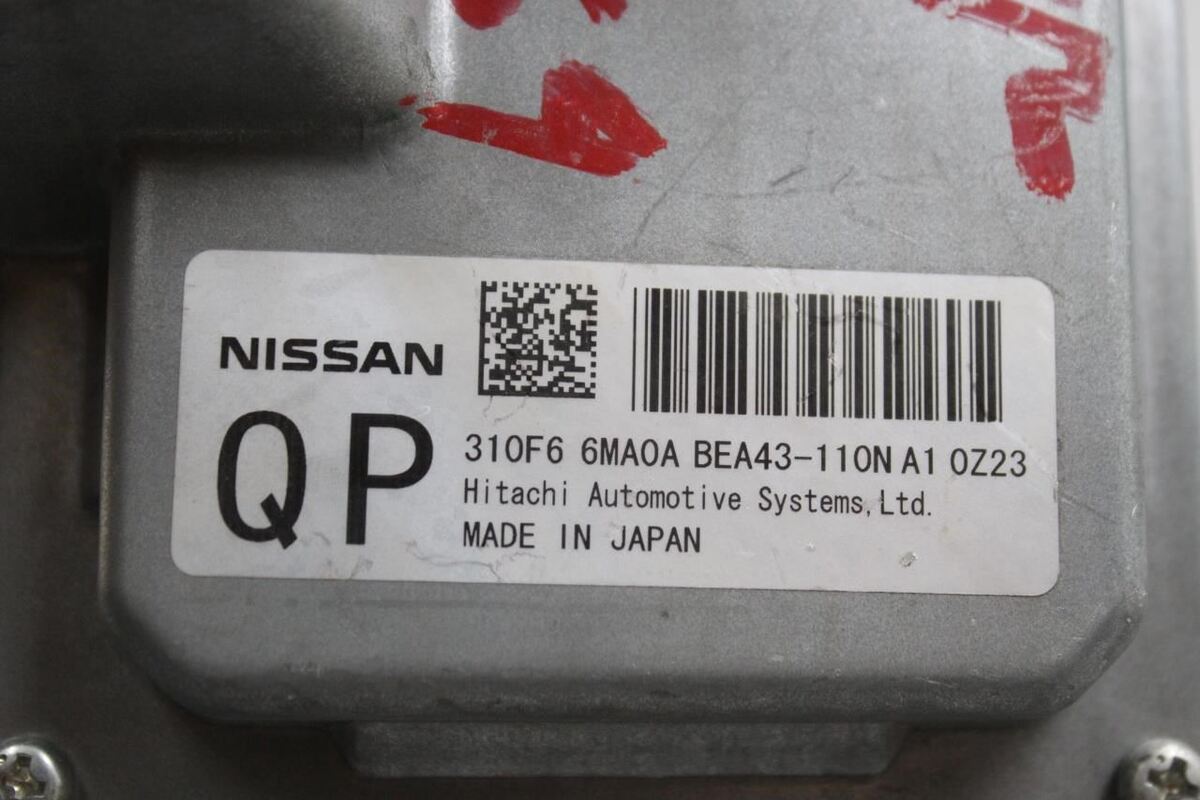 NISSAN
QP
310F6 6MA0A BEA43-110N A1 0Z23
Hitachi Automotive Systems,Ltd.
MADE IN JAPAN